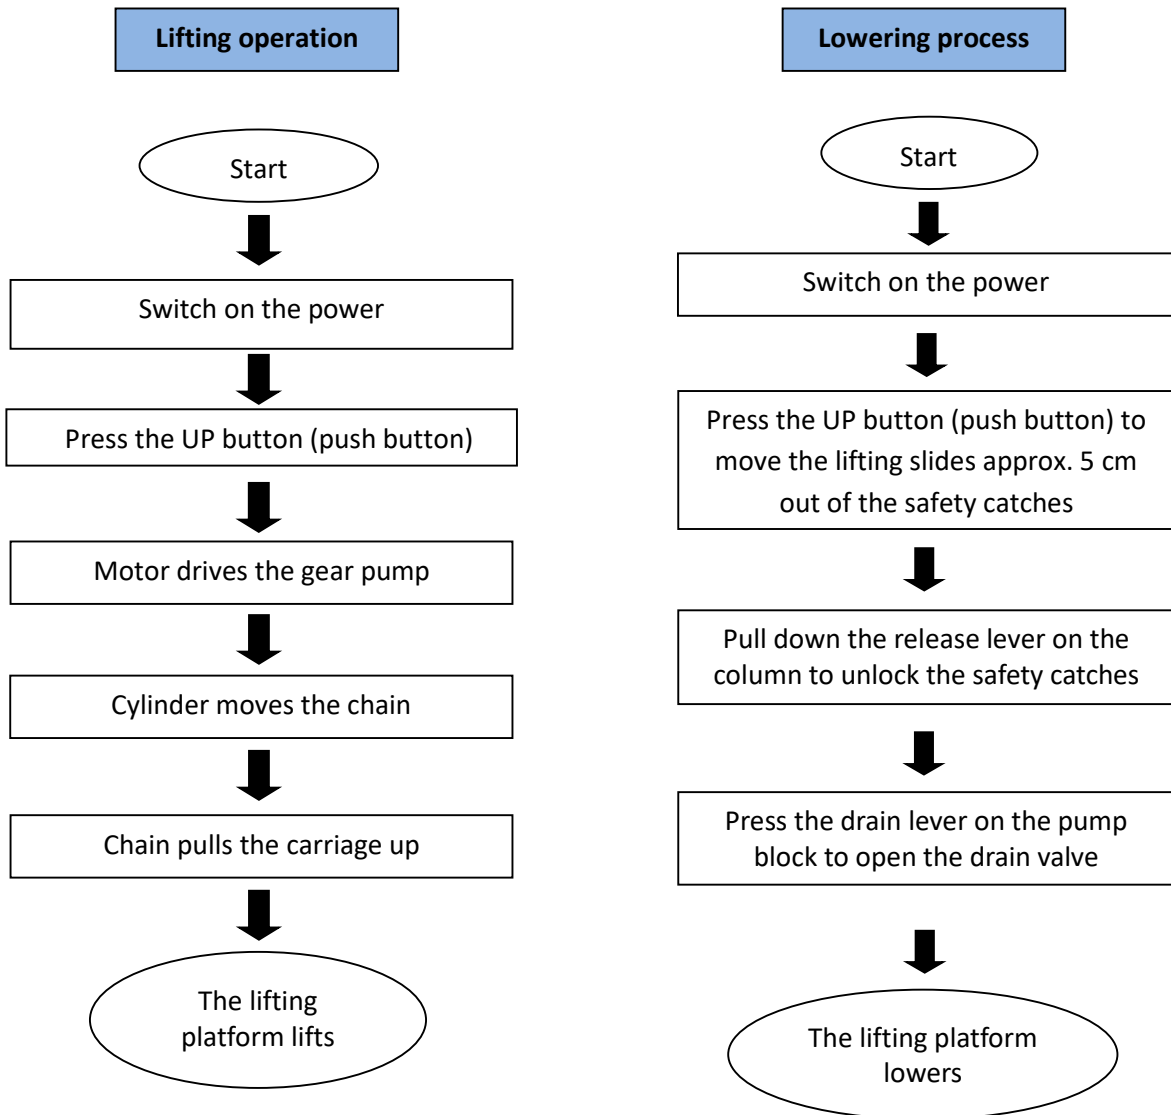 Lifting operation
Start
Switch on the power
Press the UP button (push button)
Motor drives the gear pump
Cylinder moves the chain
Chain pulls the carriage up
The lifting
platform lifts
Lowering process
Start
Switch on the power
Press the UP button (push button) to
move the lifting slides approx. 5 cm
out of the safety catches
Pull down the release lever on the
column to unlock the safety catches
Press the drain lever on the pump
block to open the drain valve
The lifting platform
lowers